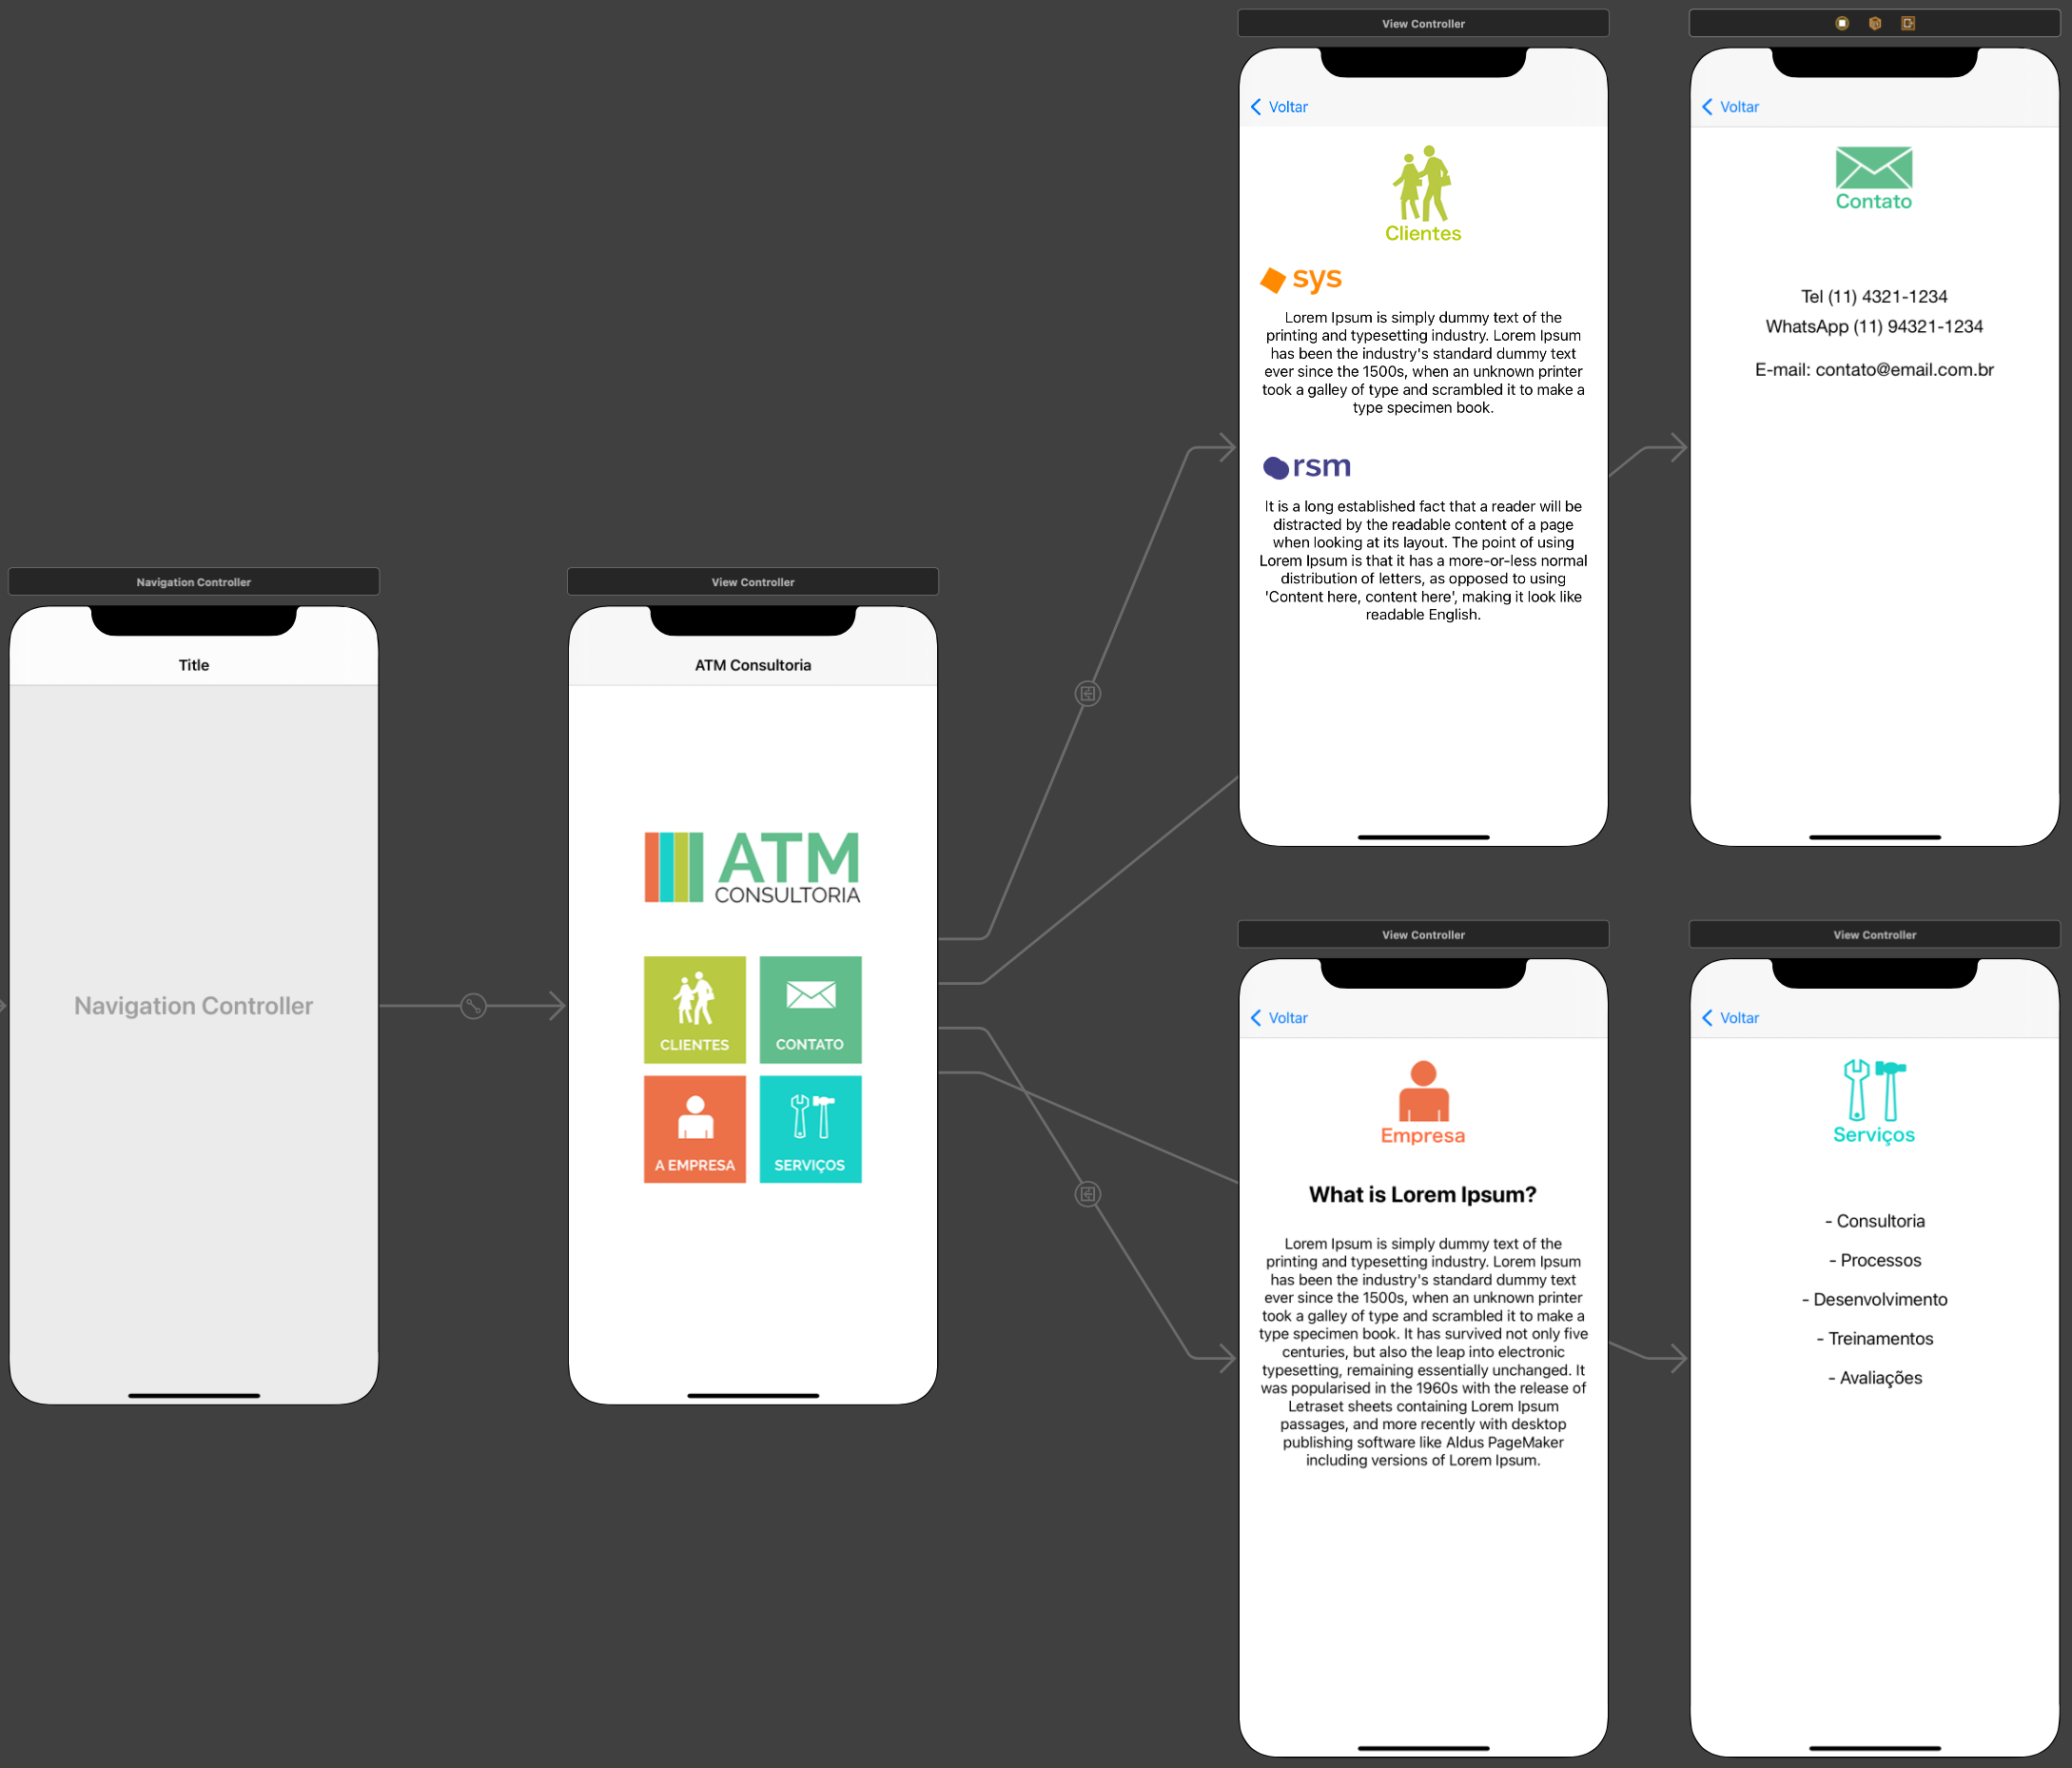 Navigation Controller
Title
Navigation Controller
View Controller
ATM Consultoria
ATM
CONSULTORIA
CLIENTES
CONTATO
A EMPRESA
SERVIÇOS
View Controller
Voltar
Clientes
sys
Lorem Ipsum is simply dummy text of the
printing and typesetting industry. Lorem Ipsum
has been the industry's standard dummy text
ever since the 1500s, when an unknown printer
took a galley of type and scrambled it to make a
type specimen book.
rsm
It is a long established fact that a reader will be
distracted by the readable content of a page
when looking at its layout. The point of using
Lorem Ipsum is that it has a more-or-less normal
distribution of letters, as opposed to using
'Content here, content here', making it look like
readable English.
Voltar
Contato
Tel (11) 4321-1234
WhatsApp (11) 94321-1234
E-mail: contato@email.com.br
View Controller
Voltar
Empresa
What is Lorem Ipsum?
Lorem Ipsum is simply dummy text of the
printing and typesetting industry. Lorem Ipsum
has been the industry's standard dummy text
ever since the 1500s, when an unknown printer
took a galley of type and scrambled it to make a
type specimen book. It has survived not only five
centuries, but also the leap into electronic
typesetting, remaining essentially unchanged. It
was popularised in the 1960s with the release of
Letraset sheets containing Lorem Ipsum
passages, and more recently with desktop
publishing software like Aldus PageMaker
including versions of Lorem Ipsum.
View Controller
Voltar
Serviços
- Consultoria
- Processos
- Desenvolvimento
- Treinamentos
- Avaliações